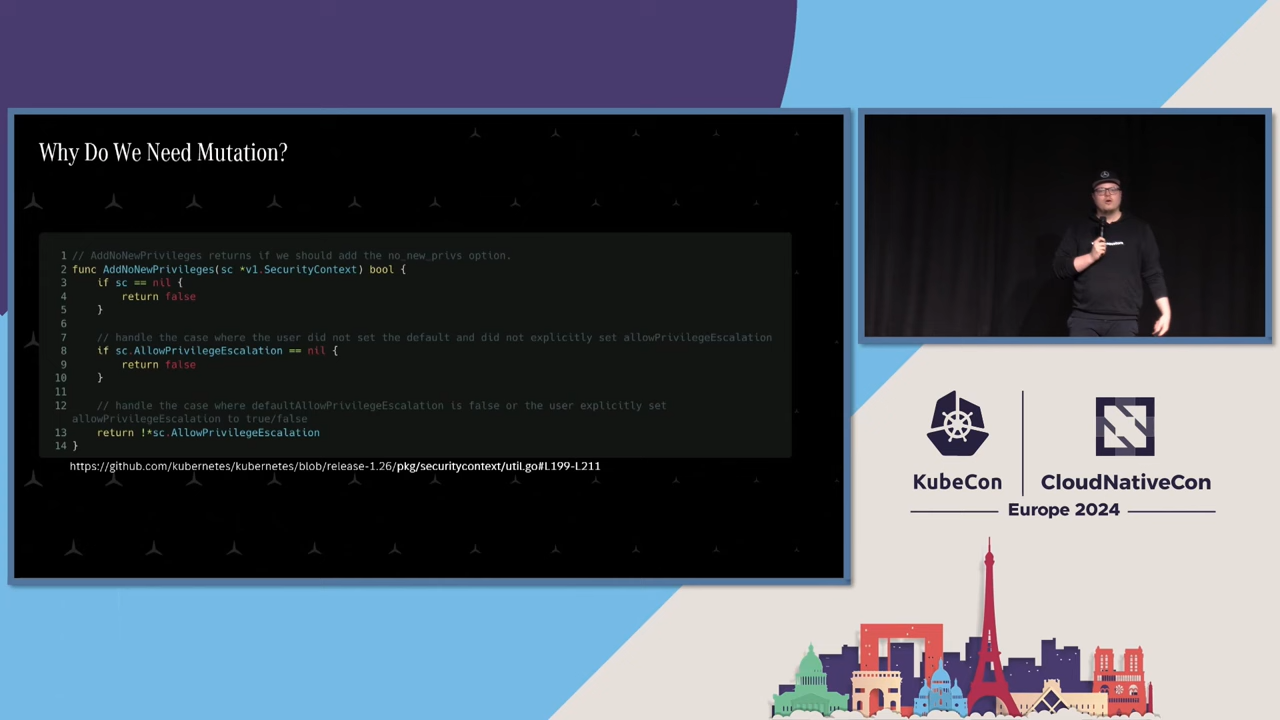 Why Do We Need Mutation?
1 // AddNoNewPrivileges returns if we should add the no_new_privs option.
2 func AddNoNewPrivileges(sc *v1.SecurityContext) bool {
3 if sc == nil {
4 return false
5 }
6
7 // handle the case where the user did not set the default and did not explicitly set allowPrivilegeEscalation
8 if sc.AllowPrivilegeEscalation == nil {
9 return false
10 }
11
12 // handle the case where defaultAllowPrivilegeEscalation is false or the user explicitly set
allowPrivilegeEscalation to true/false
13 return !*sc.AllowPrivilegeEscalation
14 }
https://github.com/kubernetes/kubernetes/blob/release-1.26/pkg/securitycontext/util.go#L199-L211
KubeCon
CloudNativeCon
Europe 2024